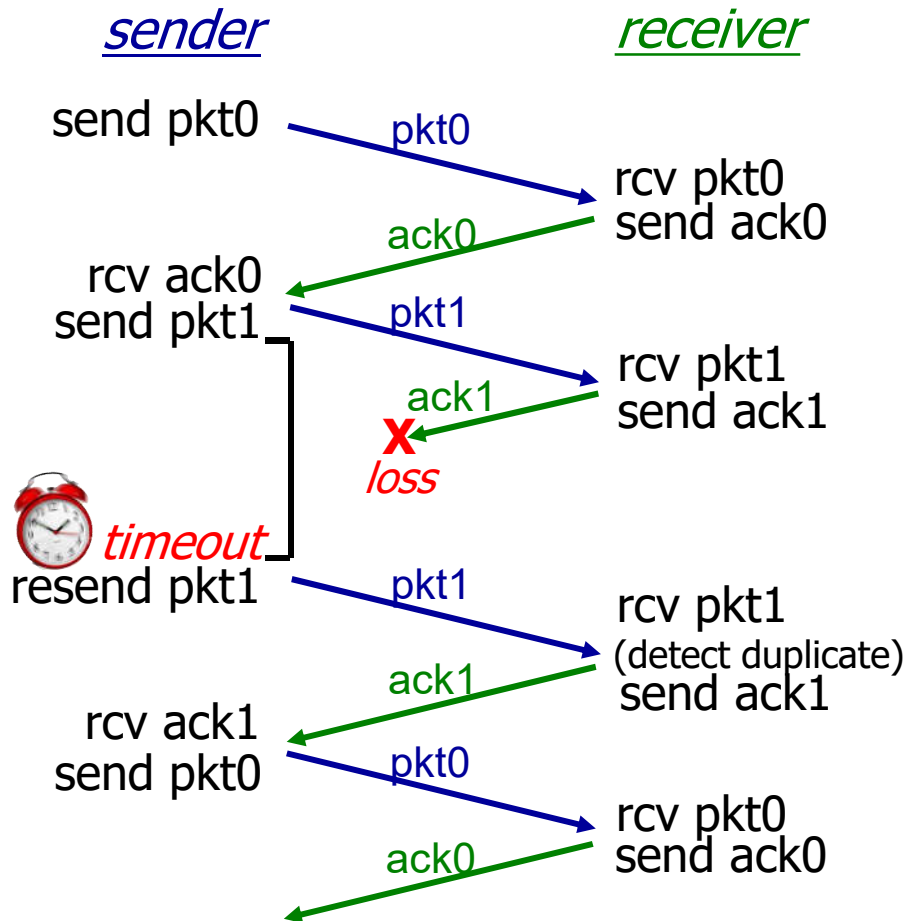 sender receiver
send pkt0
pkt0
rcv pkt0
send ack0
ack0
rcv ack0
send pkt1
pkt1
rcv pkt1
send ack1
ack1
X
loss
timeout
resend pkt1
pkt1
rcv pkt1
(detect duplicate)
send ack1
ack1
rcv ack1
send pkt0
pkt0
rcv pkt0
send ack0
ack0